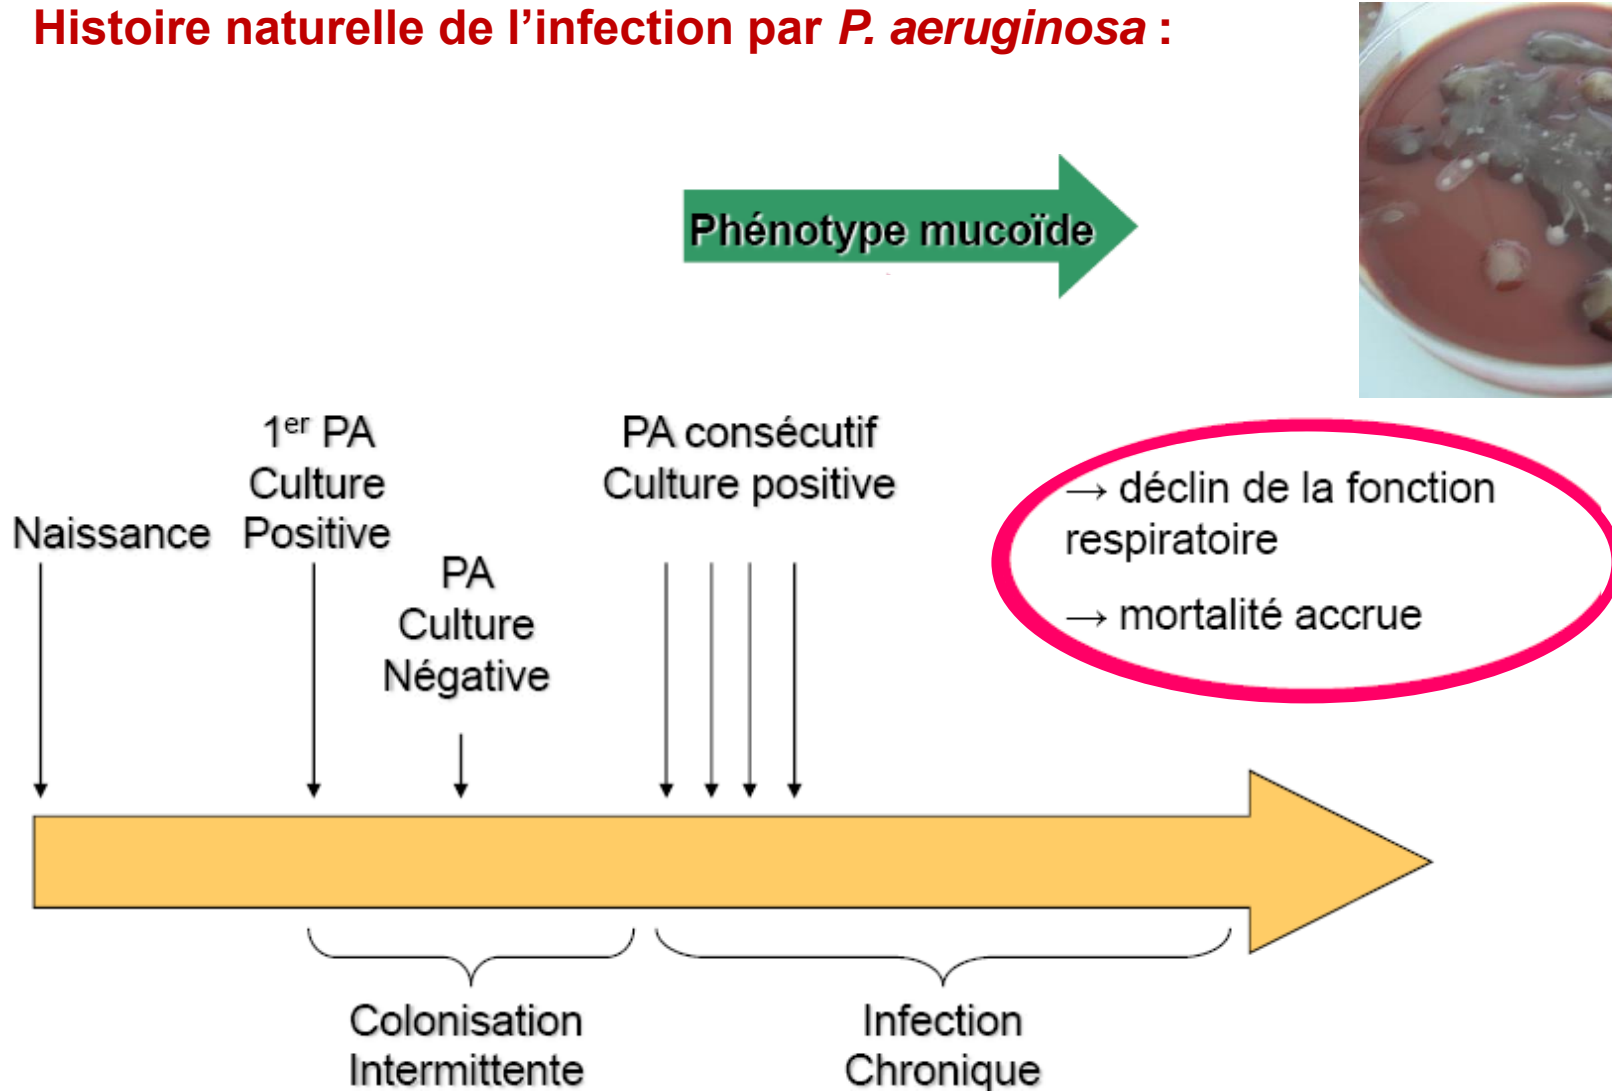 Histoire naturelle de l’infection par P. aeruginosa :
Phénotype mucoïde
Naissance
1er PA
Culture
Positive
PA
Culture
Négative
PA consécutif
Culture positive
→ déclin de la fonction
respiratoire
→ mortalité accrue
Colonisation
Intermittente
Infection
Chronique